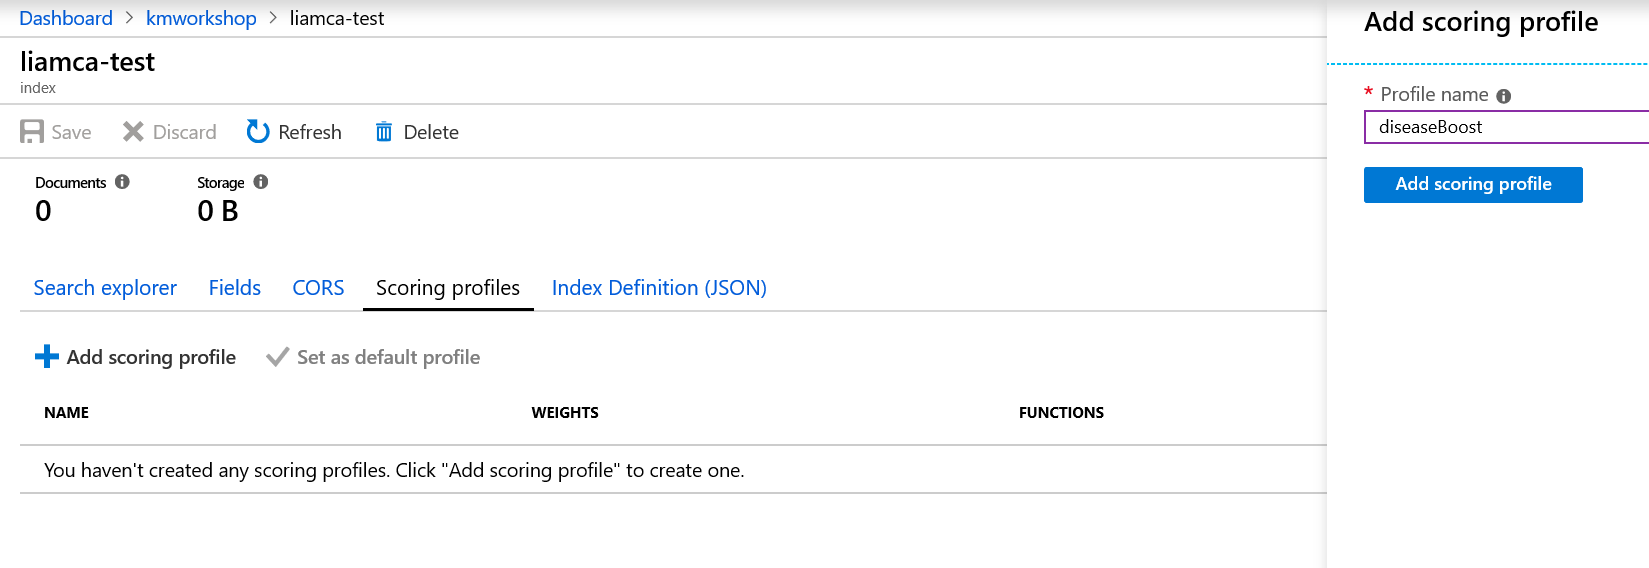 Dashboard > kmworkshop > liamca-test
liamca-test
index
Save Discard Refresh Delete
Documents Storage
0 0 B
Search explorer Fields CORS Scoring profiles Index Definition (JSON)
Add scoring profile Set as default profile
NAME WEIGHTS FUNCTIONS
You haven't created any scoring profiles. Click "Add scoring profile" to create one.
Add scoring profile
* Profile name
diseaseBoost
Add scoring profile